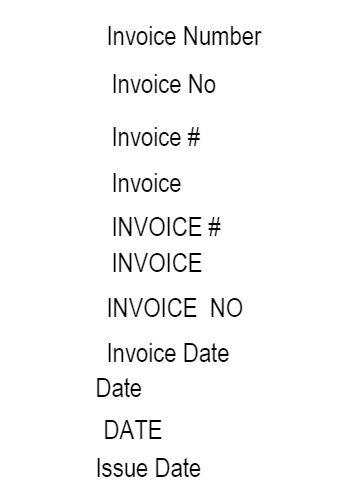 Invoice Number
Invoice No
Invoice #
Invoice
INVOICE #
INVOICE
INVOICE  NO
Invoice Date
Date
DATE
Issue Date